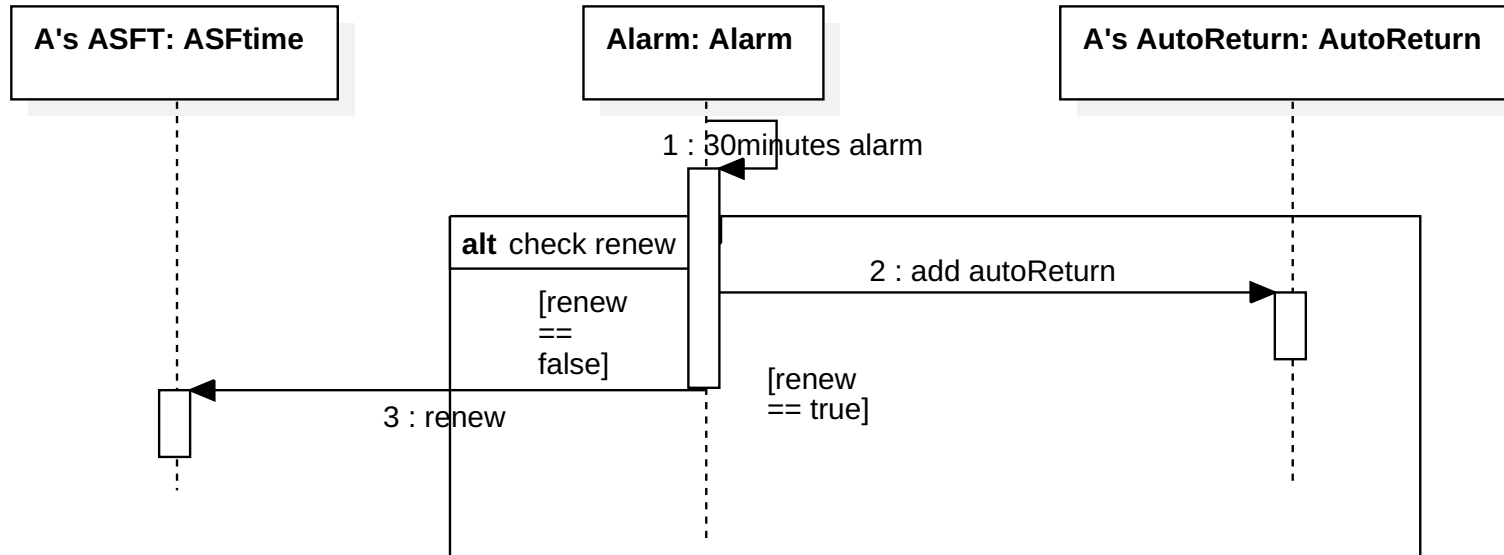 A's ASFT: ASFtime
Alarm: Alarm
A's AutoReturn: AutoReturn
1 : 30minutes alarm
alt check renew
2 : add autoReturn
[renew
==
false]
[renew
== true]
3 : renew